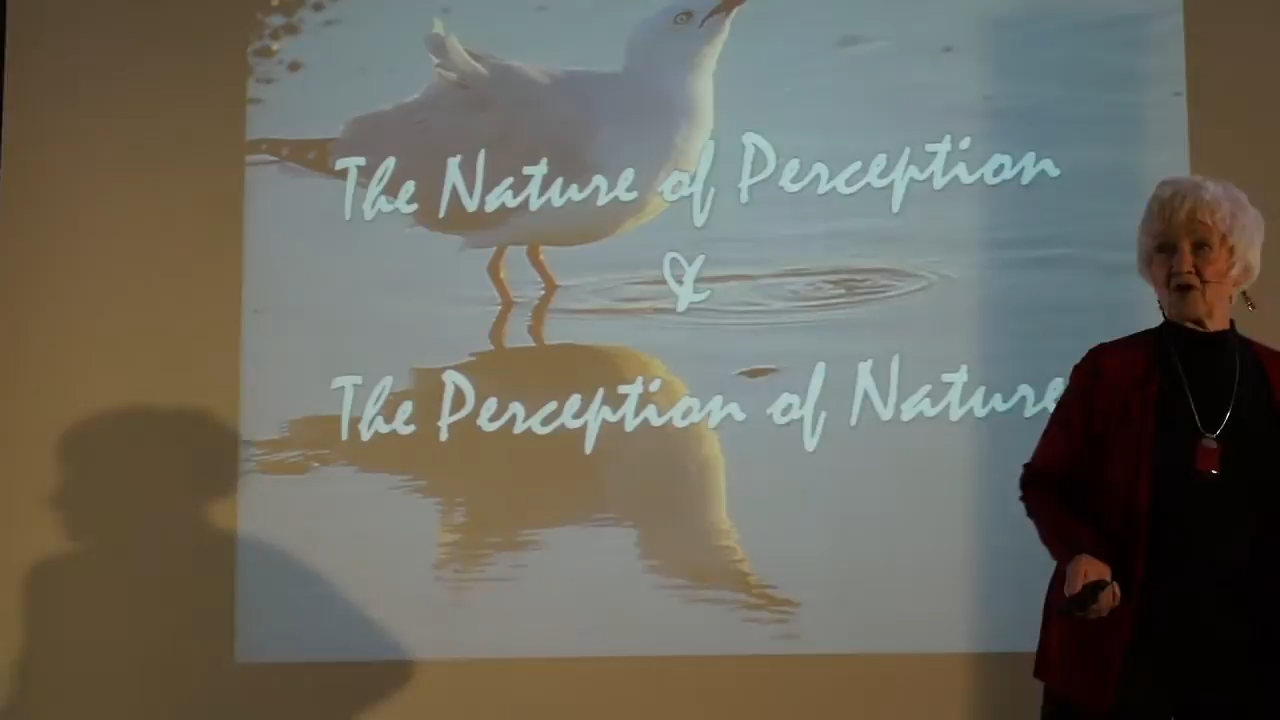 The Nature of Perception
&
The Perception of Nature